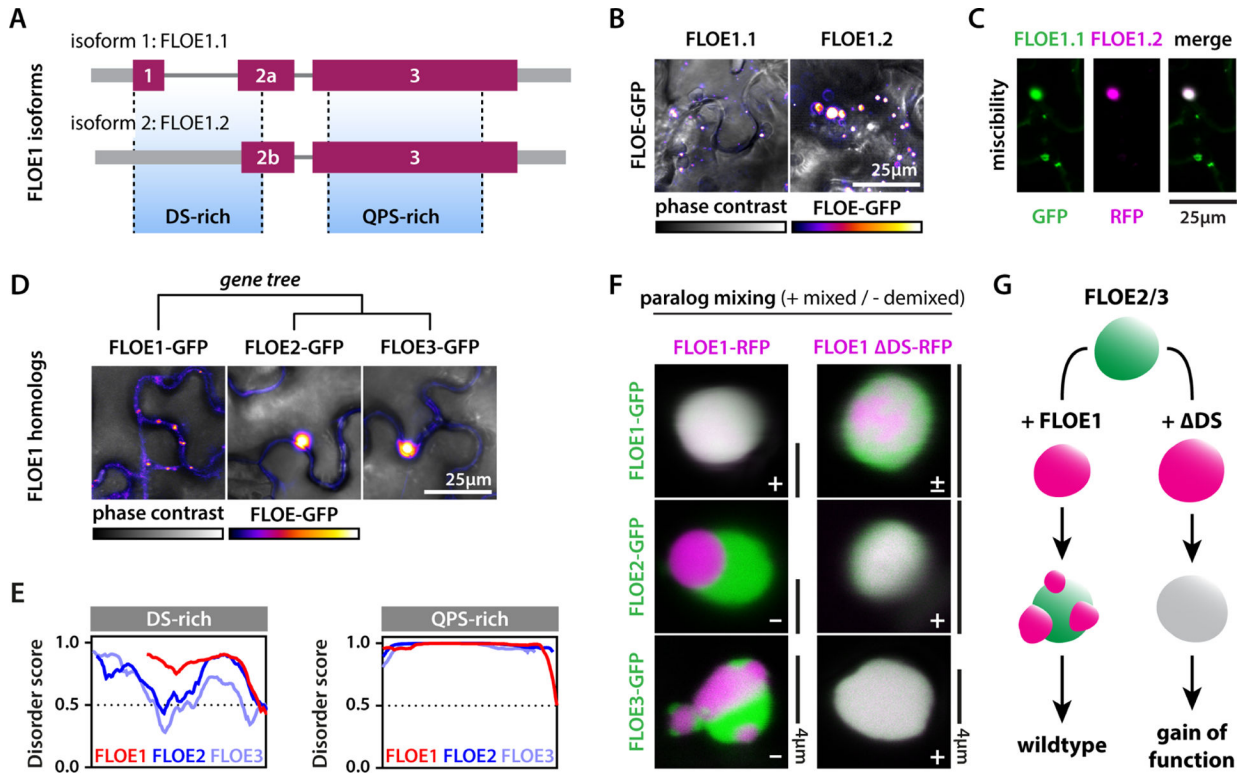 A
isoform 1: FLOE1.1
1
2a
3
isoform 2: FLOE1.2
2b
3
DS-rich
QPS-rich
FLOE1 isoforms
B
FLOE1.1
FLOE1.2
FLOE-GFP
25µm
phase contrast
FLOE-GFP
C
FLOE1.1
FLOE1.2
merge
miscibility
GFP
RFP
25µm
D
gene tree
FLOE1-GFP
FLOE2-GFP
FLOE3-GFP
FLOE1 homologs
25µm
phase contrast
FLOE-GFP
E
DS-rich
QPS-rich
Disorder score
1.0
0.5
0.0
FLOE1 FLOE2 FLOE3
Disorder score
1.0
0.5
0.0
FLOE1 FLOE2 FLOE3
F
paralog mixing (+ mixed / - demixed)
FLOE1-RFP
FLOE1 ΔDS-RFP
FLOE1-GFP
+
±
FLOE2-GFP
-
+
FLOE3-GFP
-
4µm
+
4µm
G
FLOE2/3
+ FLOE1
+ ΔDS
wildtype
gain of
function